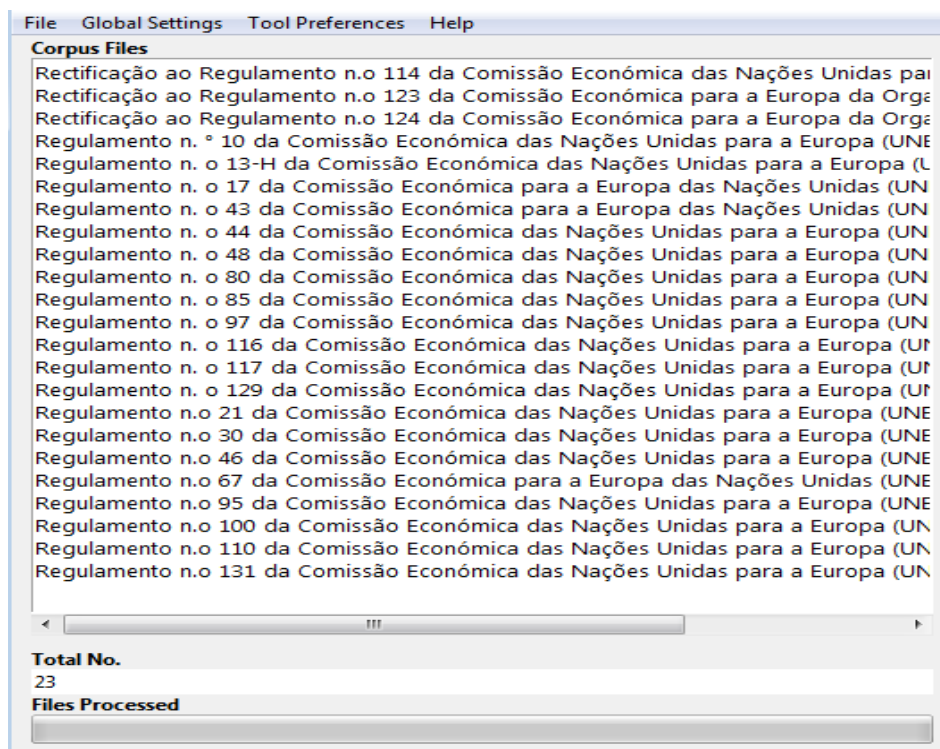 File Global Settings Tool Preferences Help
Corpus Files
Rectificação ao Regulamento n.o 114 da Comissão Económica das Nações Unidas par
Rectificação ao Regulamento n.o 123 da Comissão Económica para a Europa da Orga
Rectificação ao Regulamento n.o 124 da Comissão Económica para a Europa da Orga
Regulamento n. ° 10 da Comissão Económica das Nações Unidas para a Europa (UNE
Regulamento n. o 13-H da Comissão Económica das Nações Unidas para a Europa (U
Regulamento n. o 17 da Comissão Económica para a Europa das Nações Unidas (UN
Regulamento n. o 43 da Comissão Económica para a Europa das Nações Unidas (UN
Regulamento n. o 44 da Comissão Económica das Nações Unidas para a Europa (UN
Regulamento n. o 48 da Comissão Económica das Nações Unidas para a Europa (UN
Regulamento n. o 80 da Comissão Económica das Nações Unidas para a Europa (UN
Regulamento n. o 85 da Comissão Económica das Nações Unidas para a Europa (UN
Regulamento n. o 97 da Comissão Económica das Nações Unidas para a Europa (UN
Regulamento n. o 116 da Comissão Económica das Nações Unidas para a Europa (UN
Regulamento n. o 117 da Comissão Económica das Nações Unidas para a Europa (UN
Regulamento n. o 129 da Comissão Económica das Nações Unidas para a Europa (UN
Regulamento n.o 21 da Comissão Económica das Nações Unidas para a Europa (UNE
Regulamento n.o 30 da Comissão Económica das Nações Unidas para a Europa (UNE
Regulamento n.o 46 da Comissão Económica das Nações Unidas para a Europa (UNE
Regulamento n.o 67 da Comissão Económica para a Europa das Nações Unidas (UNE
Regulamento n.o 95 da Comissão Económica das Nações Unidas para a Europa (UNE
Regulamento n.o 100 da Comissão Económica das Nações Unidas para a Europa (UN
Regulamento n.o 110 da Comissão Económica das Nações Unidas para a Europa (UN
Regulamento n.o 131 da Comissão Económica das Nações Unidas para a Europa (UN
Total No.
23
Files Processed